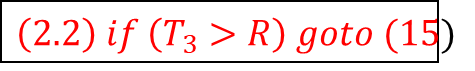 (2.2) if (T₃ > R) goto (15)